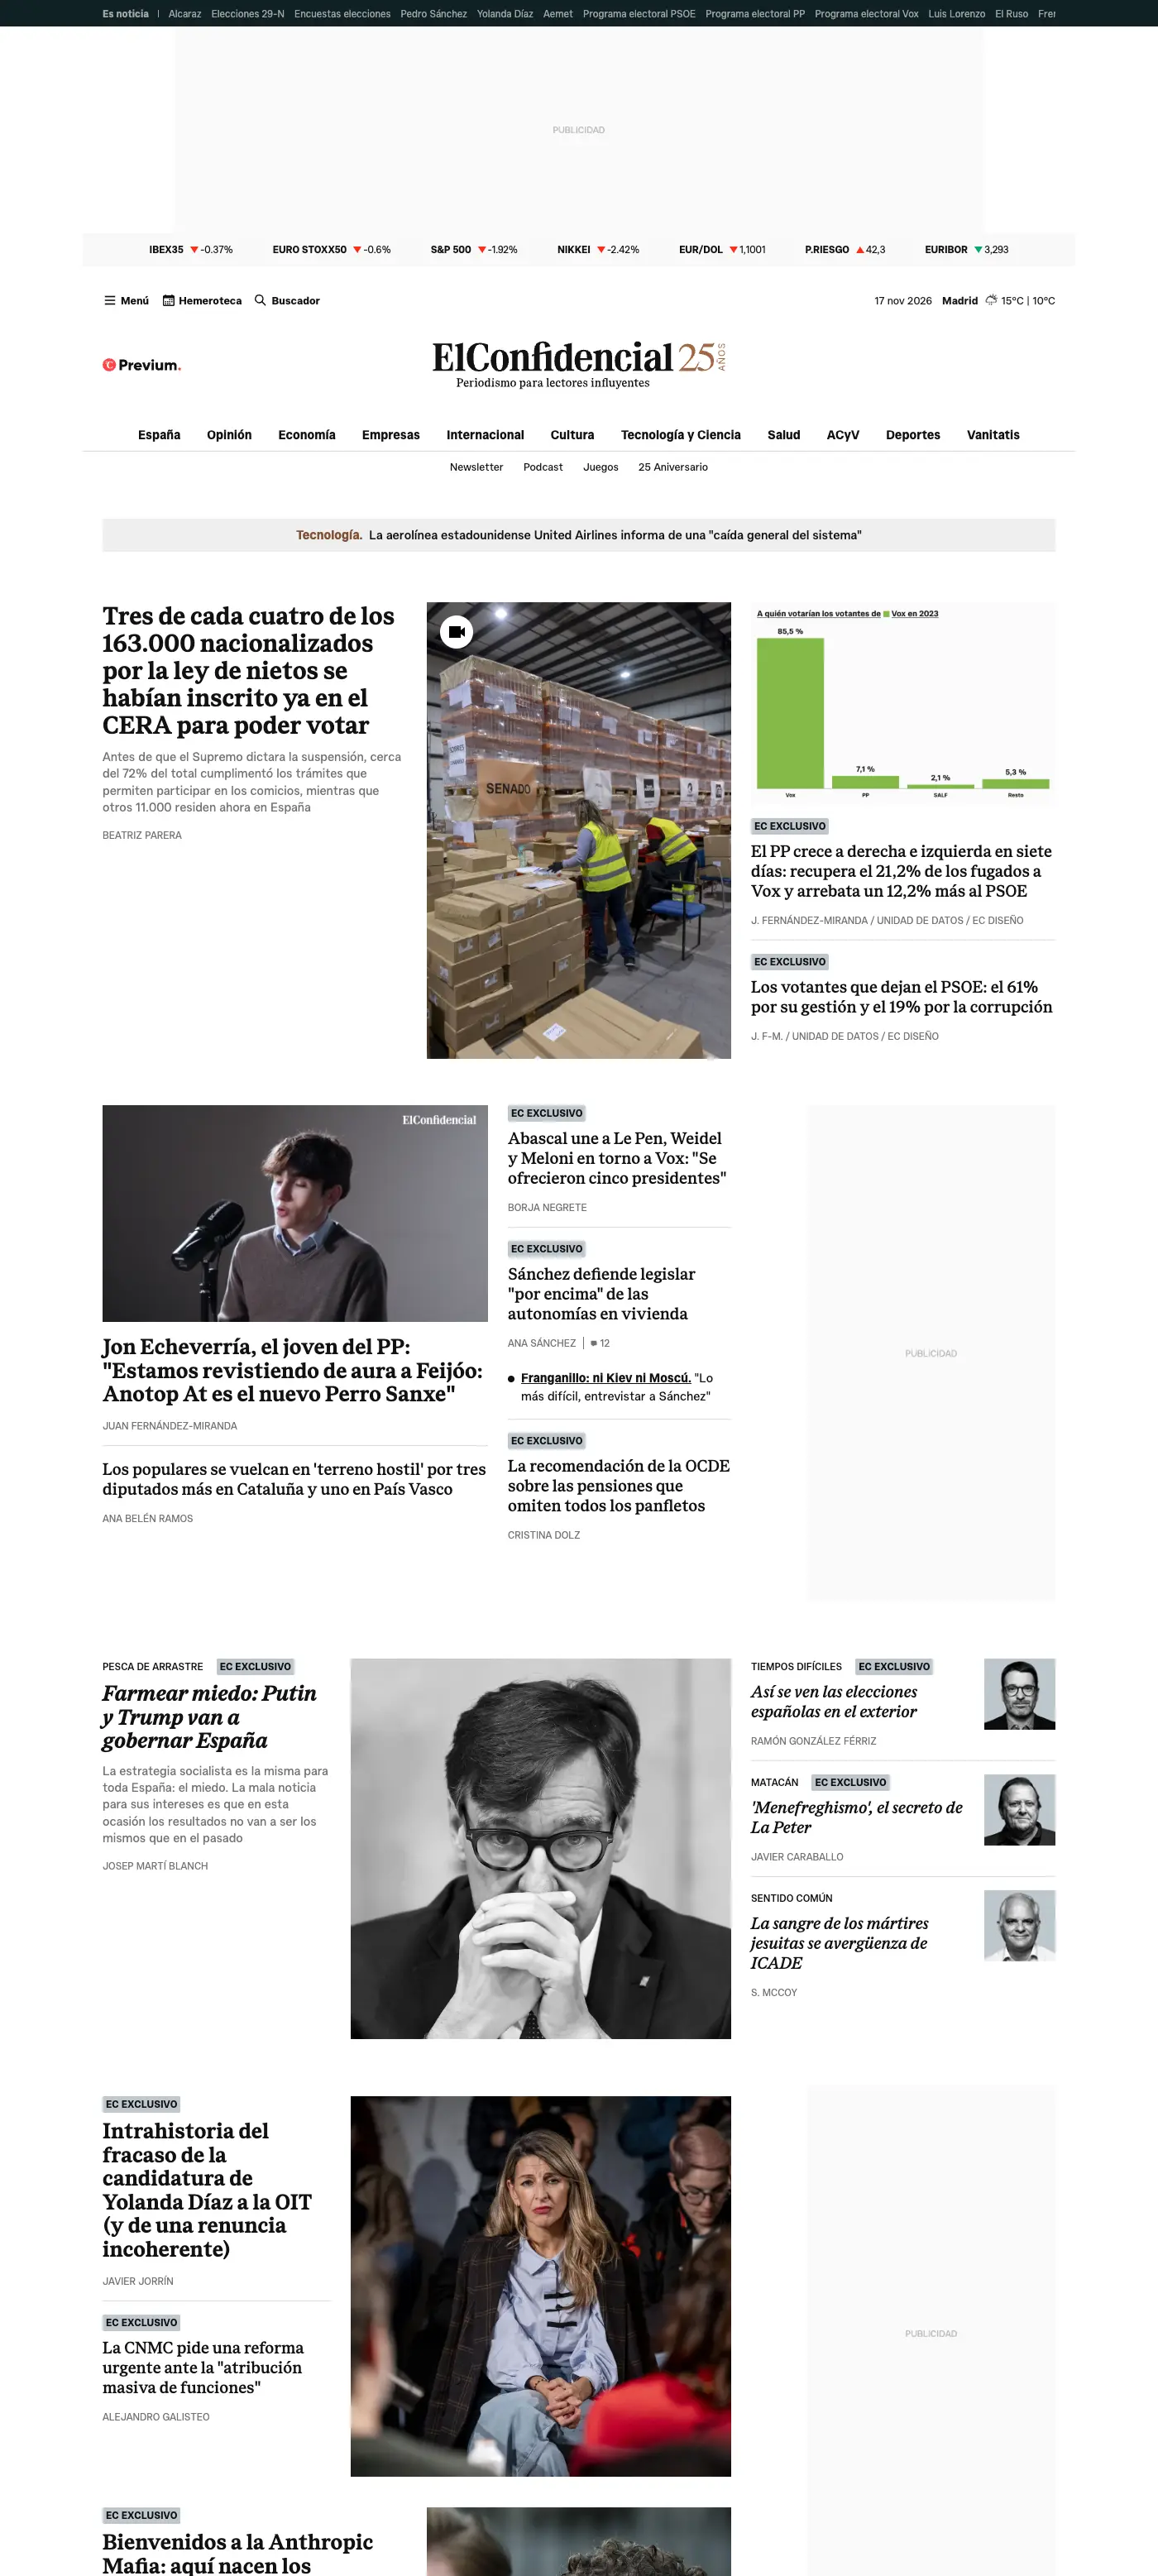 Es noticia
Alcaraz
Elecciones 29-N
Encuestas elecciones
Pedro Sánchez
Yolanda Díaz
Aemet
Programa electoral PSOE
Programa electoral PP
Programa electoral Vox
Luis Lorenzo
El Ruso
PUBLICIDAD
IBEX35 -0.37%
EURO STOXX50 -0.6%
S&P 500 -1.92%
NIKKEI -2.42%
EUR/DOL 1,1001
P.RIESGO 42,3
EURIBOR 3,293
Menú
Hemeroteca
Buscador
17 nov 2026
Madrid
15ºC | 10ºC
Previum.
ElConfidencial 25 AÑOS
Periodismo para lectores influyentes
España
Opinión
Economía
Empresas
Internacional
Cultura
Tecnología y Ciencia
Salud
ACyV
Deportes
Vanitatis
Newsletter
Podcast
Juegos
25 Aniversario
Tecnología. La aerolínea estadounidense United Airlines informa de una "caída general del sistema"
Tres de cada cuatro de los
163.000 nacionalizados
por la ley de nietos se
habían inscrito ya en el
CERA para poder votar
Antes de que el Supremo dictara la suspensión, cerca
del 72% del total cumplimentó los trámites que
permiten participar en los comicios, mientras que
otros 11.000 residen ahora en España
BEATRIZ PARERA
SENADO
A quién votarían los votantes de Vox en 2023
85,5 %
7,1 %
2,1 %
5,3 %
Vox
PP
SALF
Resto
EC EXCLUSIVO
El PP crece a derecha e izquierda en siete
días: recupera el 21,2% de los fugados a
Vox y arrebata un 12,2% más al PSOE
J. FERNÁNDEZ-MIRANDA / UNIDAD DE DATOS / EC DISEÑO
EC EXCLUSIVO
Los votantes que dejan el PSOE: el 61%
por su gestión y el 19% por la corrupción
J. F-M. / UNIDAD DE DATOS / EC DISEÑO
ElConfidencial
Jon Echeverría, el joven del PP:
"Estamos revistiendo de aura a Feijóo:
Anotop At es el nuevo Perro Sanxe"
JUAN FERNÁNDEZ-MIRANDA
Los populares se vuelcan en 'terreno hostil' por tres
diputados más en Cataluña y uno en País Vasco
ANA BELÉN RAMOS
EC EXCLUSIVO
Abascal une a Le Pen, Weidel
y Meloni en torno a Vox: "Se
ofrecieron cinco presidentes"
BORJA NEGRETE
EC EXCLUSIVO
Sánchez defiende legislar
"por encima" de las
autonomías en vivienda
ANA SÁNCHEZ | 12
Franganillo: ni Kiev ni Moscú. "Lo
más difícil, entrevistar a Sánchez"
EC EXCLUSIVO
La recomendación de la OCDE
sobre las pensiones que
omiten todos los panfletos
CRISTINA DOLZ
PUBLICIDAD
PESCA DE ARRASTRE EC EXCLUSIVO
Farmear miedo: Putin
y Trump van a
gobernar España
La estrategia socialista es la misma para
toda España: el miedo. La mala noticia
para sus intereses es que en esta
ocasión los resultados no van a ser los
mismos que en el pasado
JOSEP MARTÍ BLANCH
TIEMPOS DIFÍCILES EC EXCLUSIVO
Así se ven las elecciones
españolas en el exterior
RAMÓN GONZÁLEZ FÉRRIZ
MATACÁN EC EXCLUSIVO
'Menefreghismo', el secreto de
La Peter
JAVIER CARABALLO
SENTIDO COMÚN
La sangre de los mártires
jesuitas se avergüenza de
ICADE
S. MCCOY
EC EXCLUSIVO
Intrahistoria del
fracaso de la
candidatura de
Yolanda Díaz a la OIT
(y de una renuncia
incoherente)
JAVIER JORRÍN
EC EXCLUSIVO
La CNMC pide una reforma
urgente ante la "atribución
masiva de funciones"
ALEJANDRO GALISTEO
PUBLICIDAD
EC EXCLUSIVO
Bienvenidos a la Anthropic
Mafia: aquí nacen los